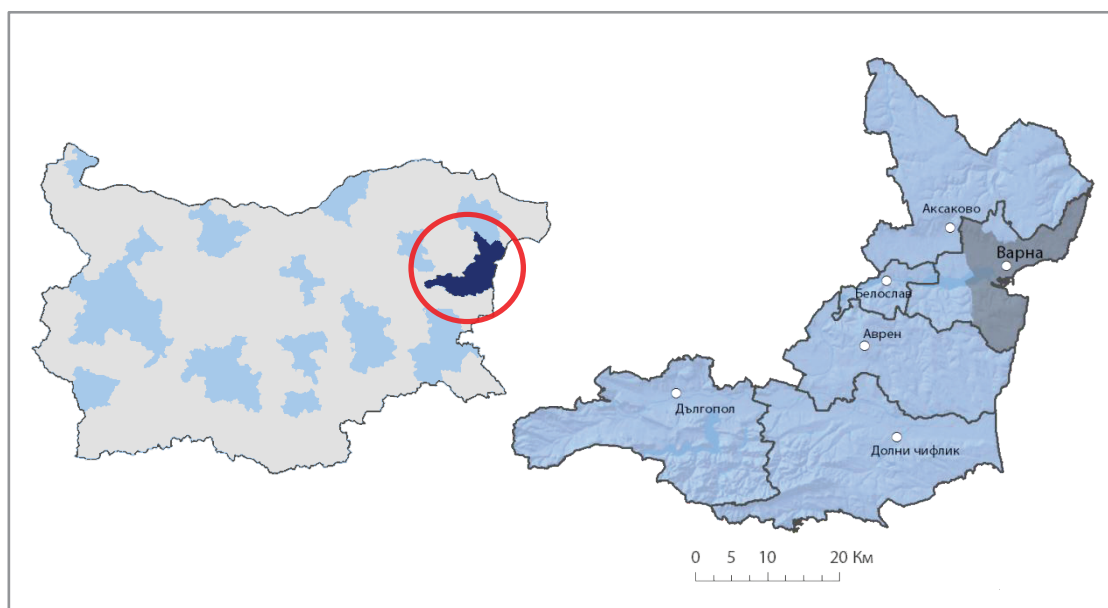 Аксаково
Варна
Белослав
Аврен
Дългопол
Долни чифлик
0 5 10 20 Км